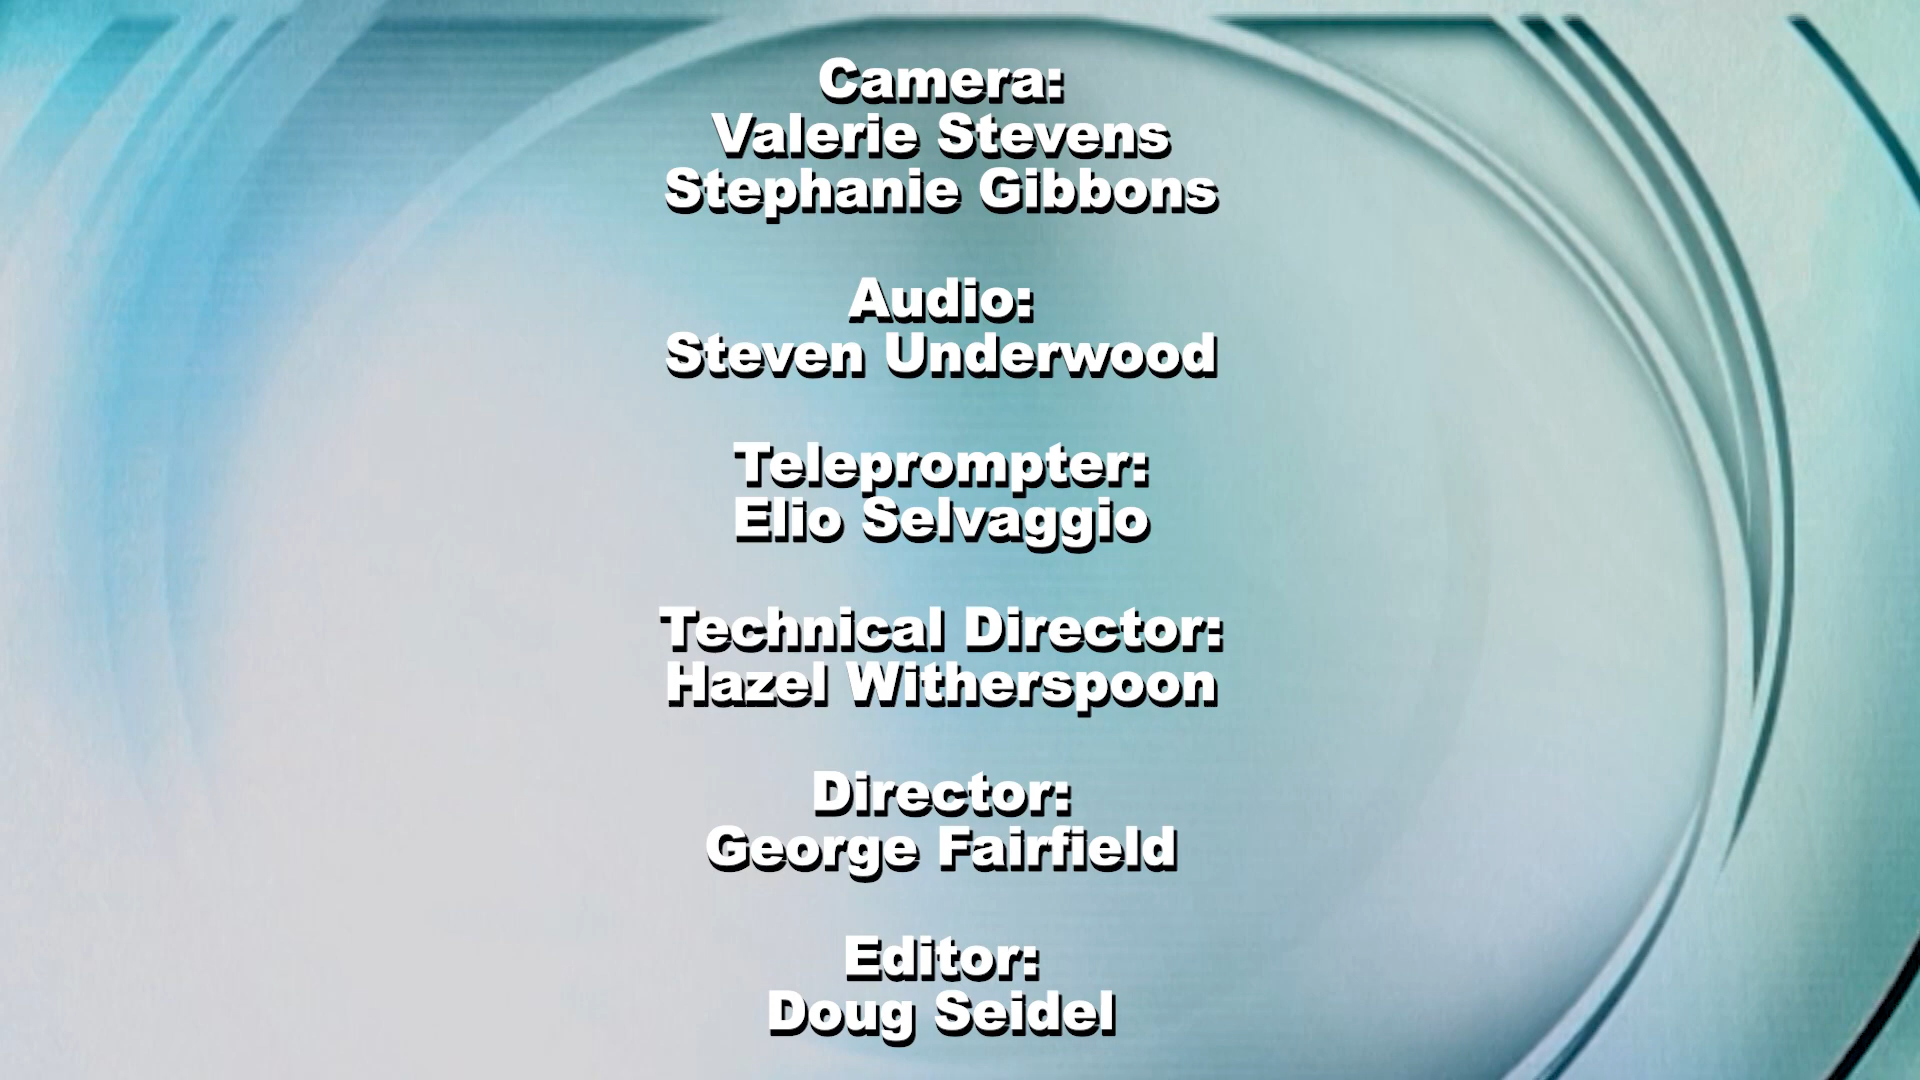 Camera:
Valerie Stevens
Stephanie Gibbons
Audio:
Steven Underwood
Teleprompter:
Elio Selvaggio
Technical Director:
Hazel Witherspoon
Director:
George Fairfield
Editor:
Doug Seidel